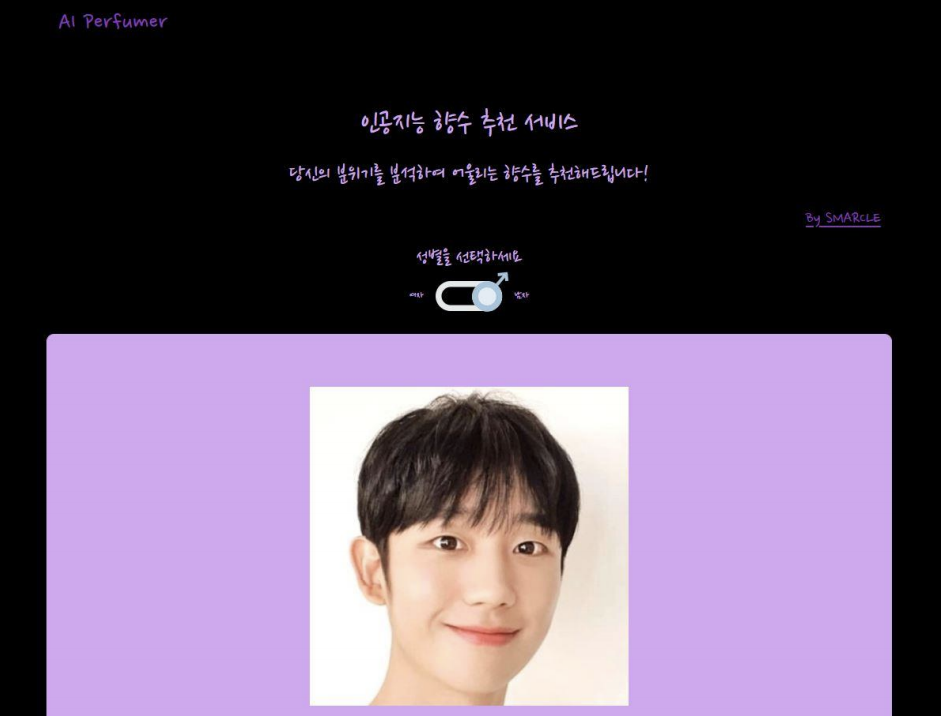 AI Perfumer
인공지능 향수 추천 서비스
당신의 분위기를 분석하여 어울리는 향수를 추천해드립니다!
By SMARCLE
성별을 선택하세요
여자 남자